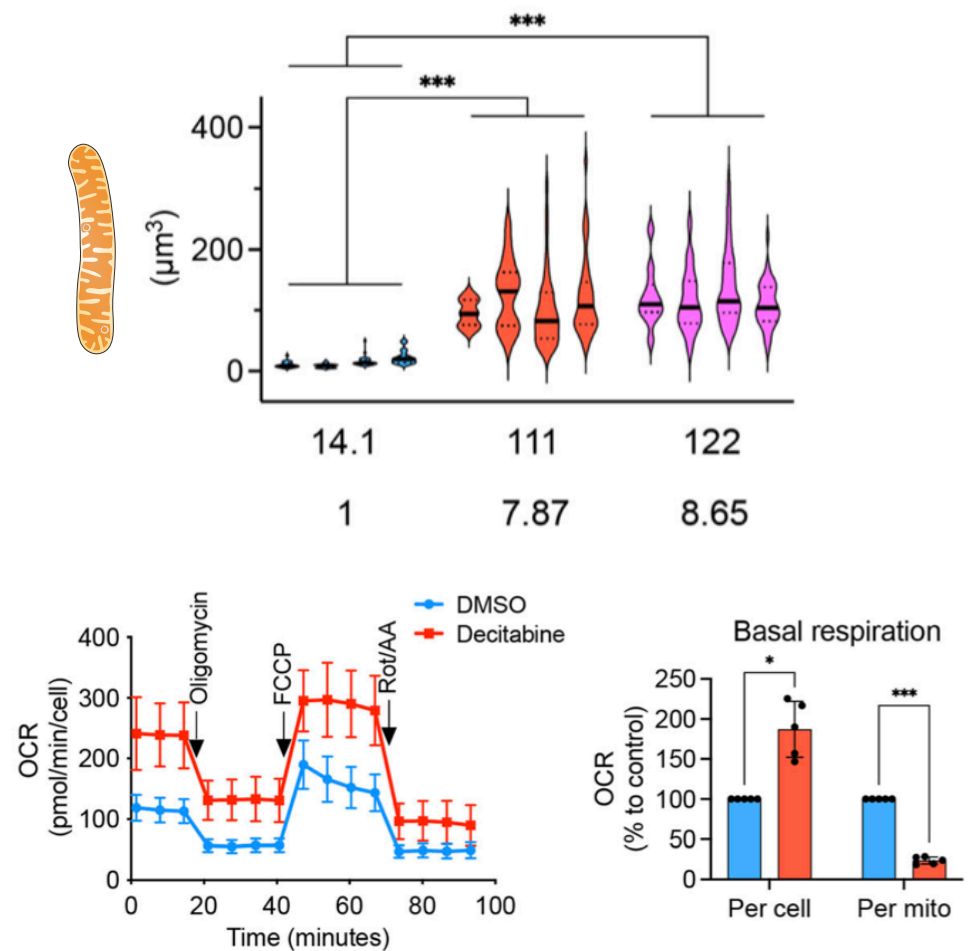 ***
***
400
200
0
(µm³)
14.1 111 122
1 7.87 8.65
DMSO
Decitabine
Oligomycin
FCCP
Rot/AA
400
300
200
100
0
OCR
(pmol/min/cell)
0 20 40 60 80 100
Time (minutes)
Basal respiration
*
***
250
200
150
100
50
0
OCR
(% to control)
Per cell Per mito